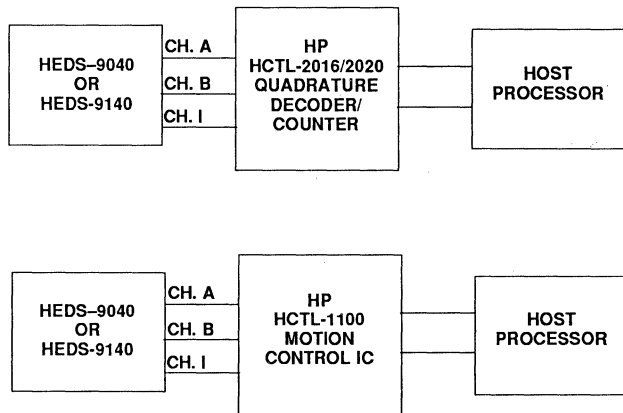 HEDS–9040
OR
HEDS-9140
CH. A
CH. B
CH. I
HP
HCTL-2016/2020
QUADRATURE
DECODER/
COUNTER
HOST
PROCESSOR
HEDS–9040
OR
HEDS-9140
CH. A
CH. B
CH. I
HP
HCTL-1100
MOTION
CONTROL IC
HOST
PROCESSOR